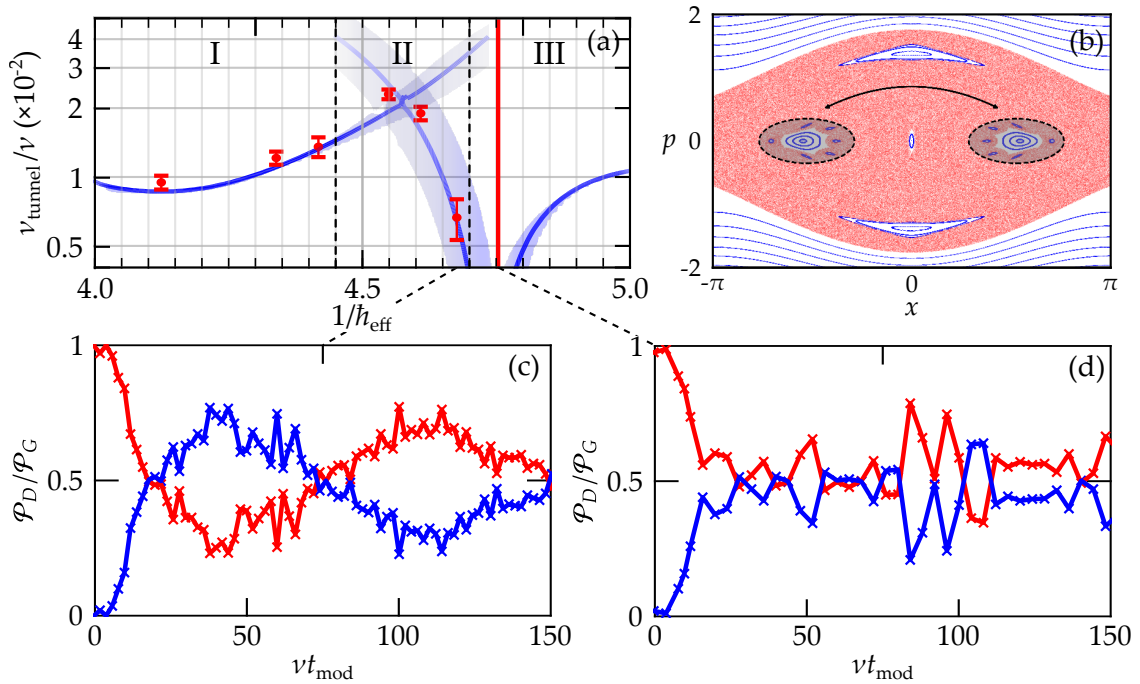 4 I II (a) III
3
2
1
0.5
ν_tunnel/ν (×10⁻²)
4.0 4.5 5.0
1/ħ_eff
2 (b)
p 0
-2
-π 0 π
x
1 (c)
0.5
0
𝒫_D/𝒫_G
0 50 100 150
νt_mod
1 (d)
0.5
0
𝒫_D/𝒫_G
0 50 100 150
νt_mod